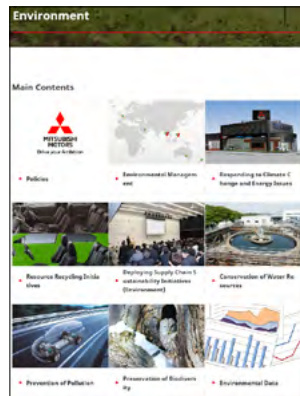 Environment
Main Contents
MITSUBISHI
MOTORS
Drive your Ambition
Policies
Environmental Managem
ent
Responding to Climate C
hange and Energy Issues
Resource Recycling Initia
tives
Deploying Supply Chain S
ustainability Initiatives
(Environment)
Conservation of Water Re
sources
Prevention of Pollution
Preservation of Biodiversi
ty
Environmental Data